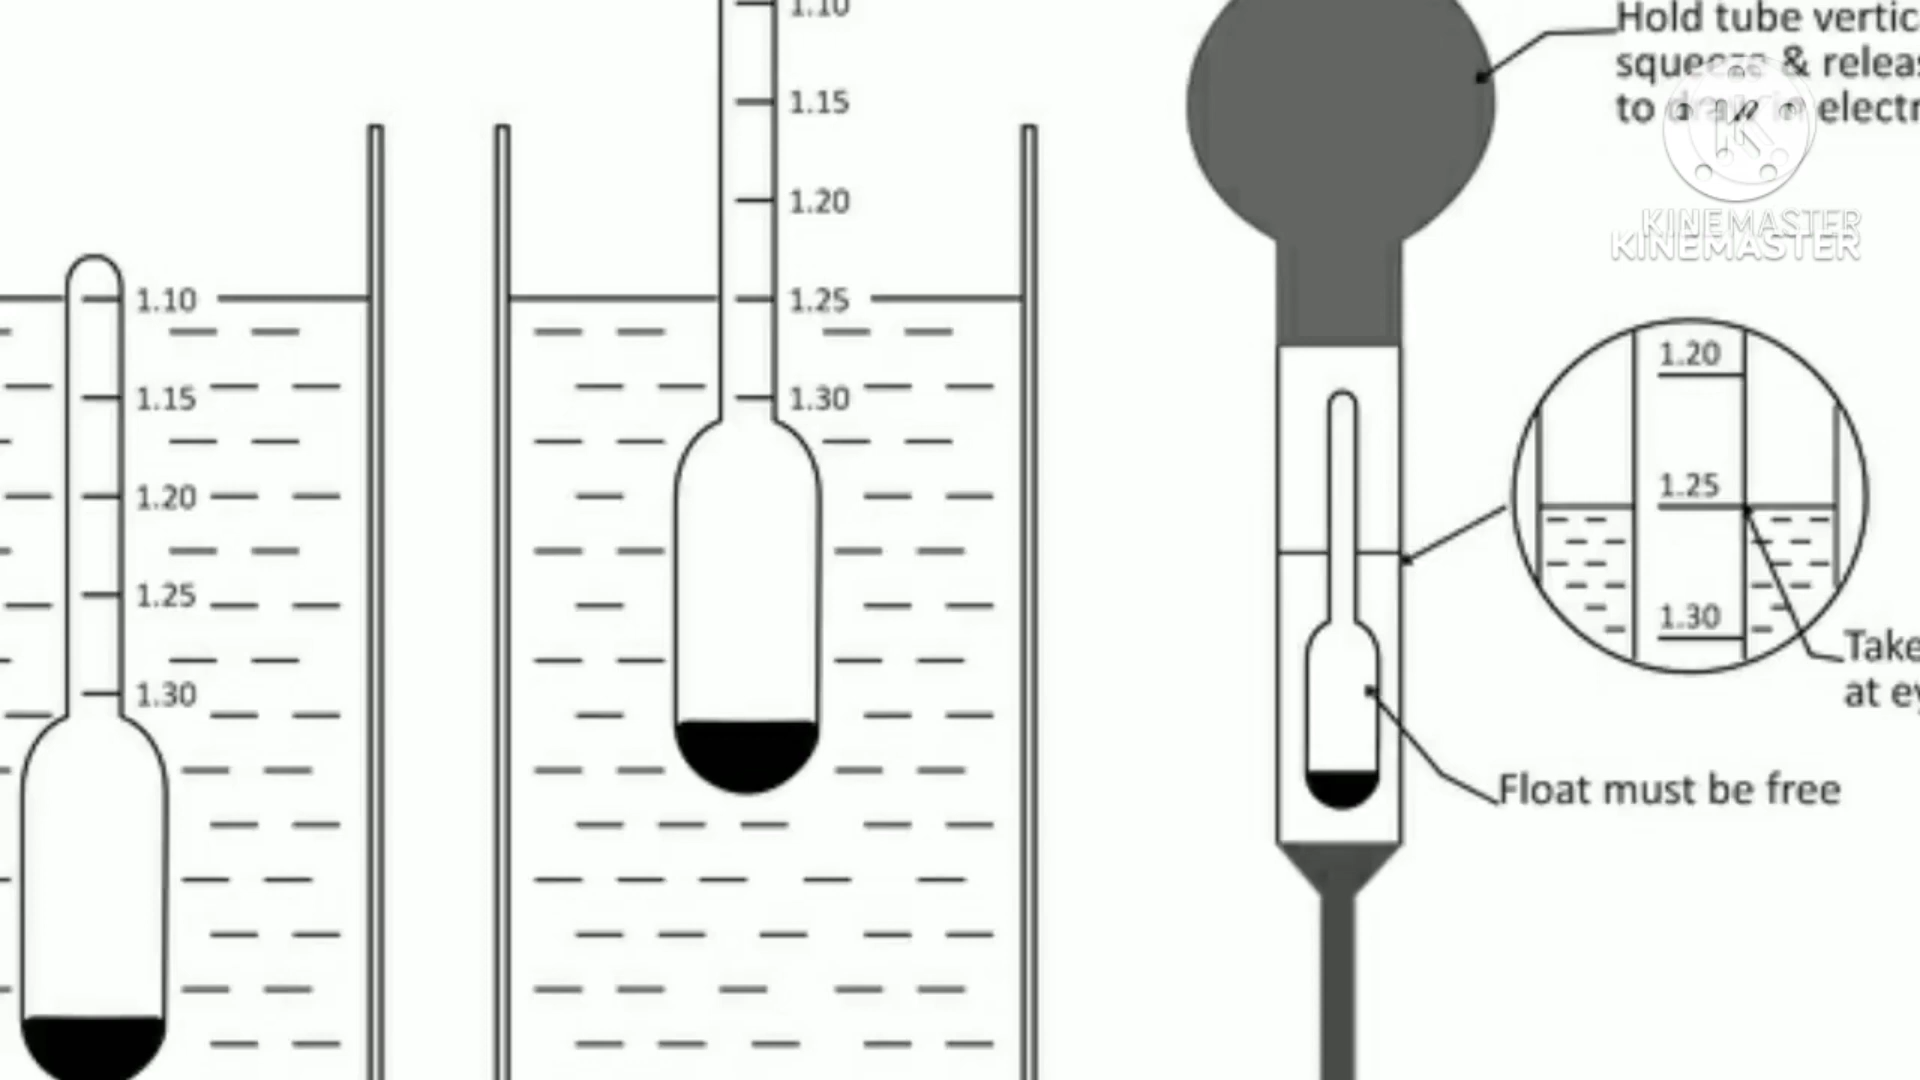 1.10
1.15
1.20
1.25
1.30
1.10
1.15
1.20
1.25
1.30
Hold tube vertic
squeeze & releas
to draw in electr
KINEMASTER
KINEMASTER
1.20
1.25
1.30
Take
at ey
Float must be free